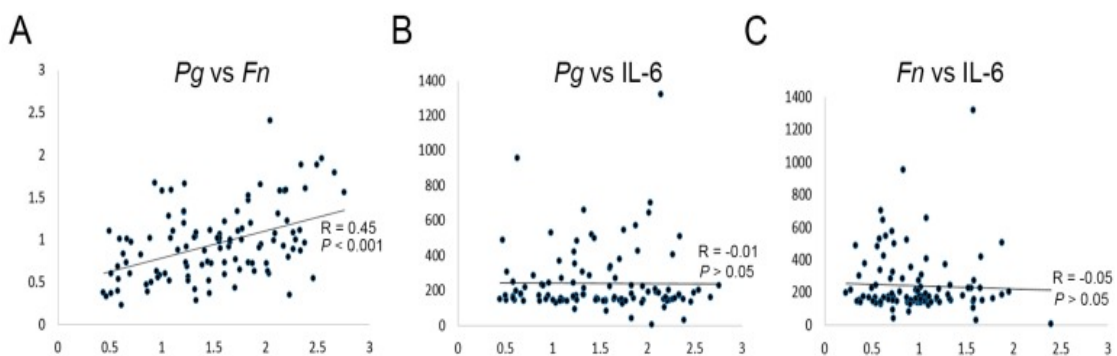 A
Pg vs Fn
3
2.5
2
1.5
1
0.5
0
0 0.5 1 1.5 2 2.5 3
R = 0.45
P < 0.001
B
Pg vs IL-6
1400
1200
1000
800
600
400
200
0
0 0.5 1 1.5 2 2.5 3
R = -0.01
P > 0.05
C
Fn vs IL-6
1400
1200
1000
800
600
400
200
0
0 0.5 1 1.5 2 2.5 3
R = -0.05
P > 0.05